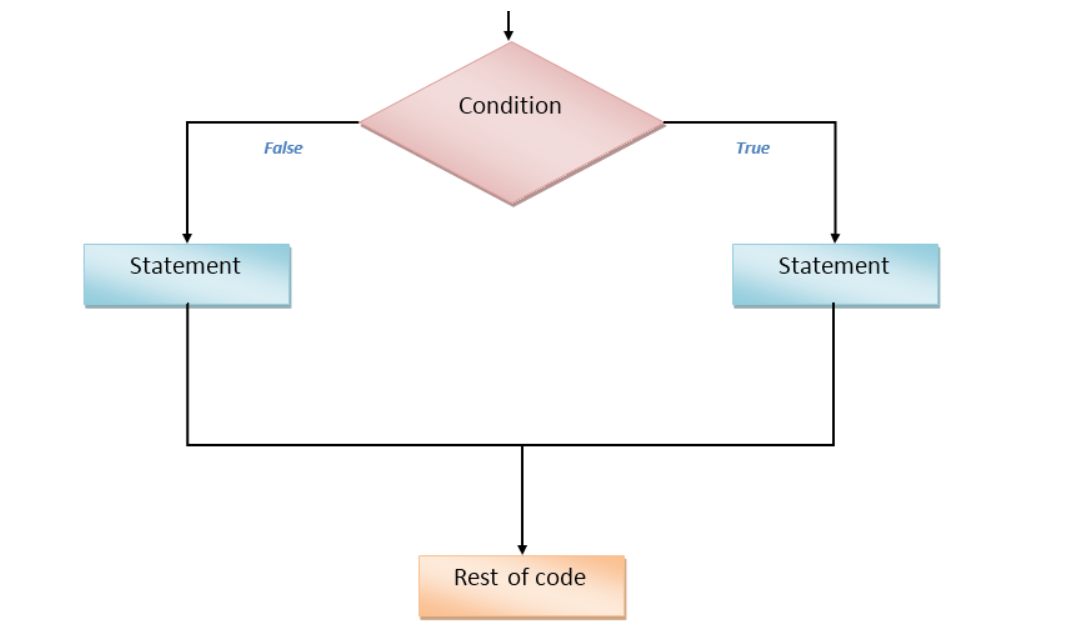 Condition
False
True
Statement
Statement
Rest of code